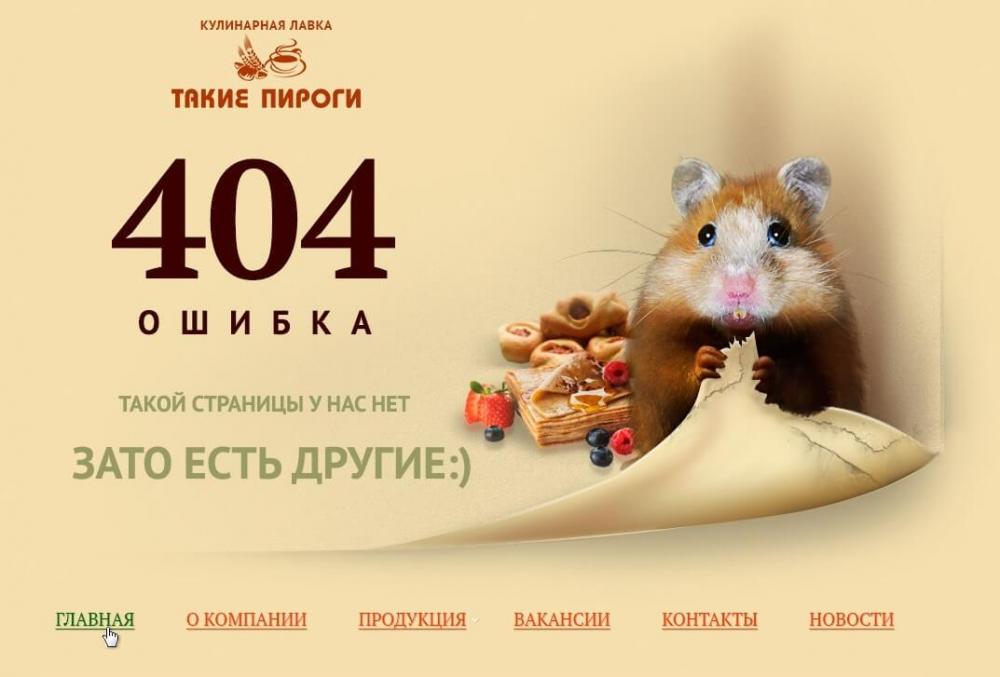 КУЛИНАРНАЯ ЛАВКА
ТАКИЕ ПИРОГИ
404
ОШИБКА
ТАКОЙ СТРАНИЦЫ У НАС НЕТ
ЗАТО ЕСТЬ ДРУГИЕ:)
ГЛАВНАЯ О КОМПАНИИ ПРОДУКЦИЯ ВАКАНСИИ КОНТАКТЫ НОВОСТИ